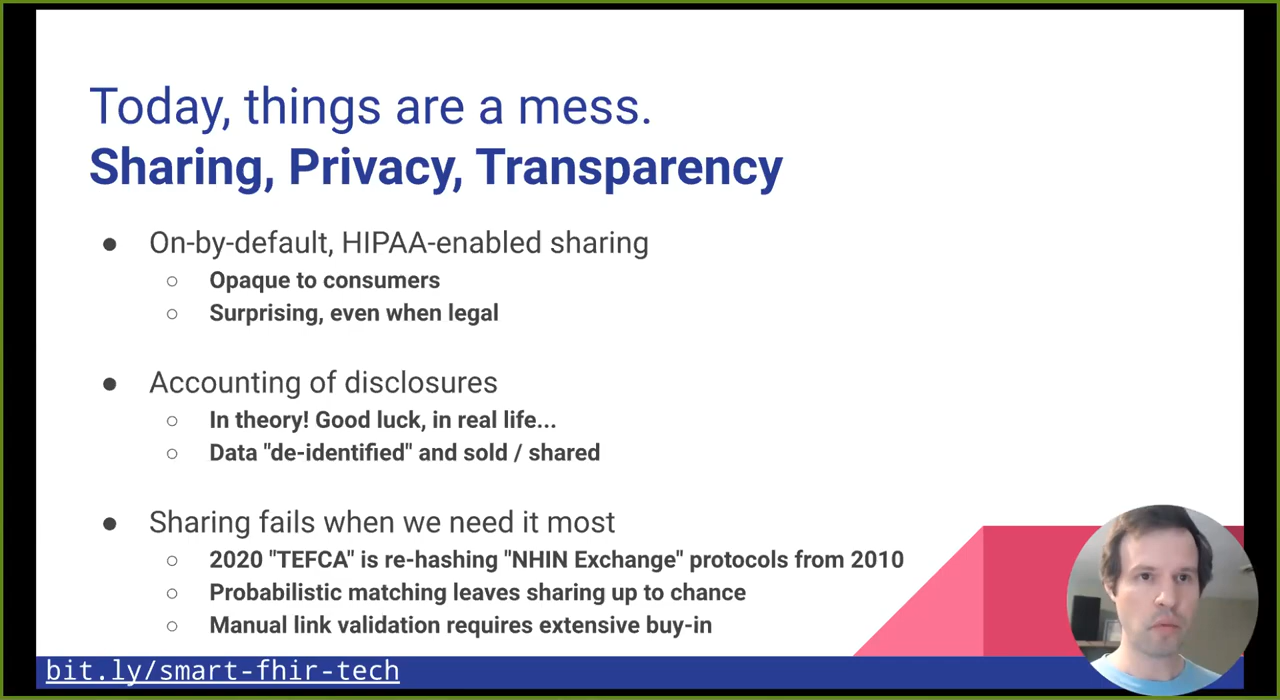 Today, things are a mess.
Sharing, Privacy, Transparency
● On-by-default, HIPAA-enabled sharing
○ Opaque to consumers
○ Surprising, even when legal
● Accounting of disclosures
○ In theory! Good luck, in real life...
○ Data "de-identified" and sold / shared
● Sharing fails when we need it most
○ 2020 "TEFCA" is re-hashing "NHIN Exchange" protocols from 2010
○ Probabilistic matching leaves sharing up to chance
○ Manual link validation requires extensive buy-in
bit.ly/smart-fhir-tech